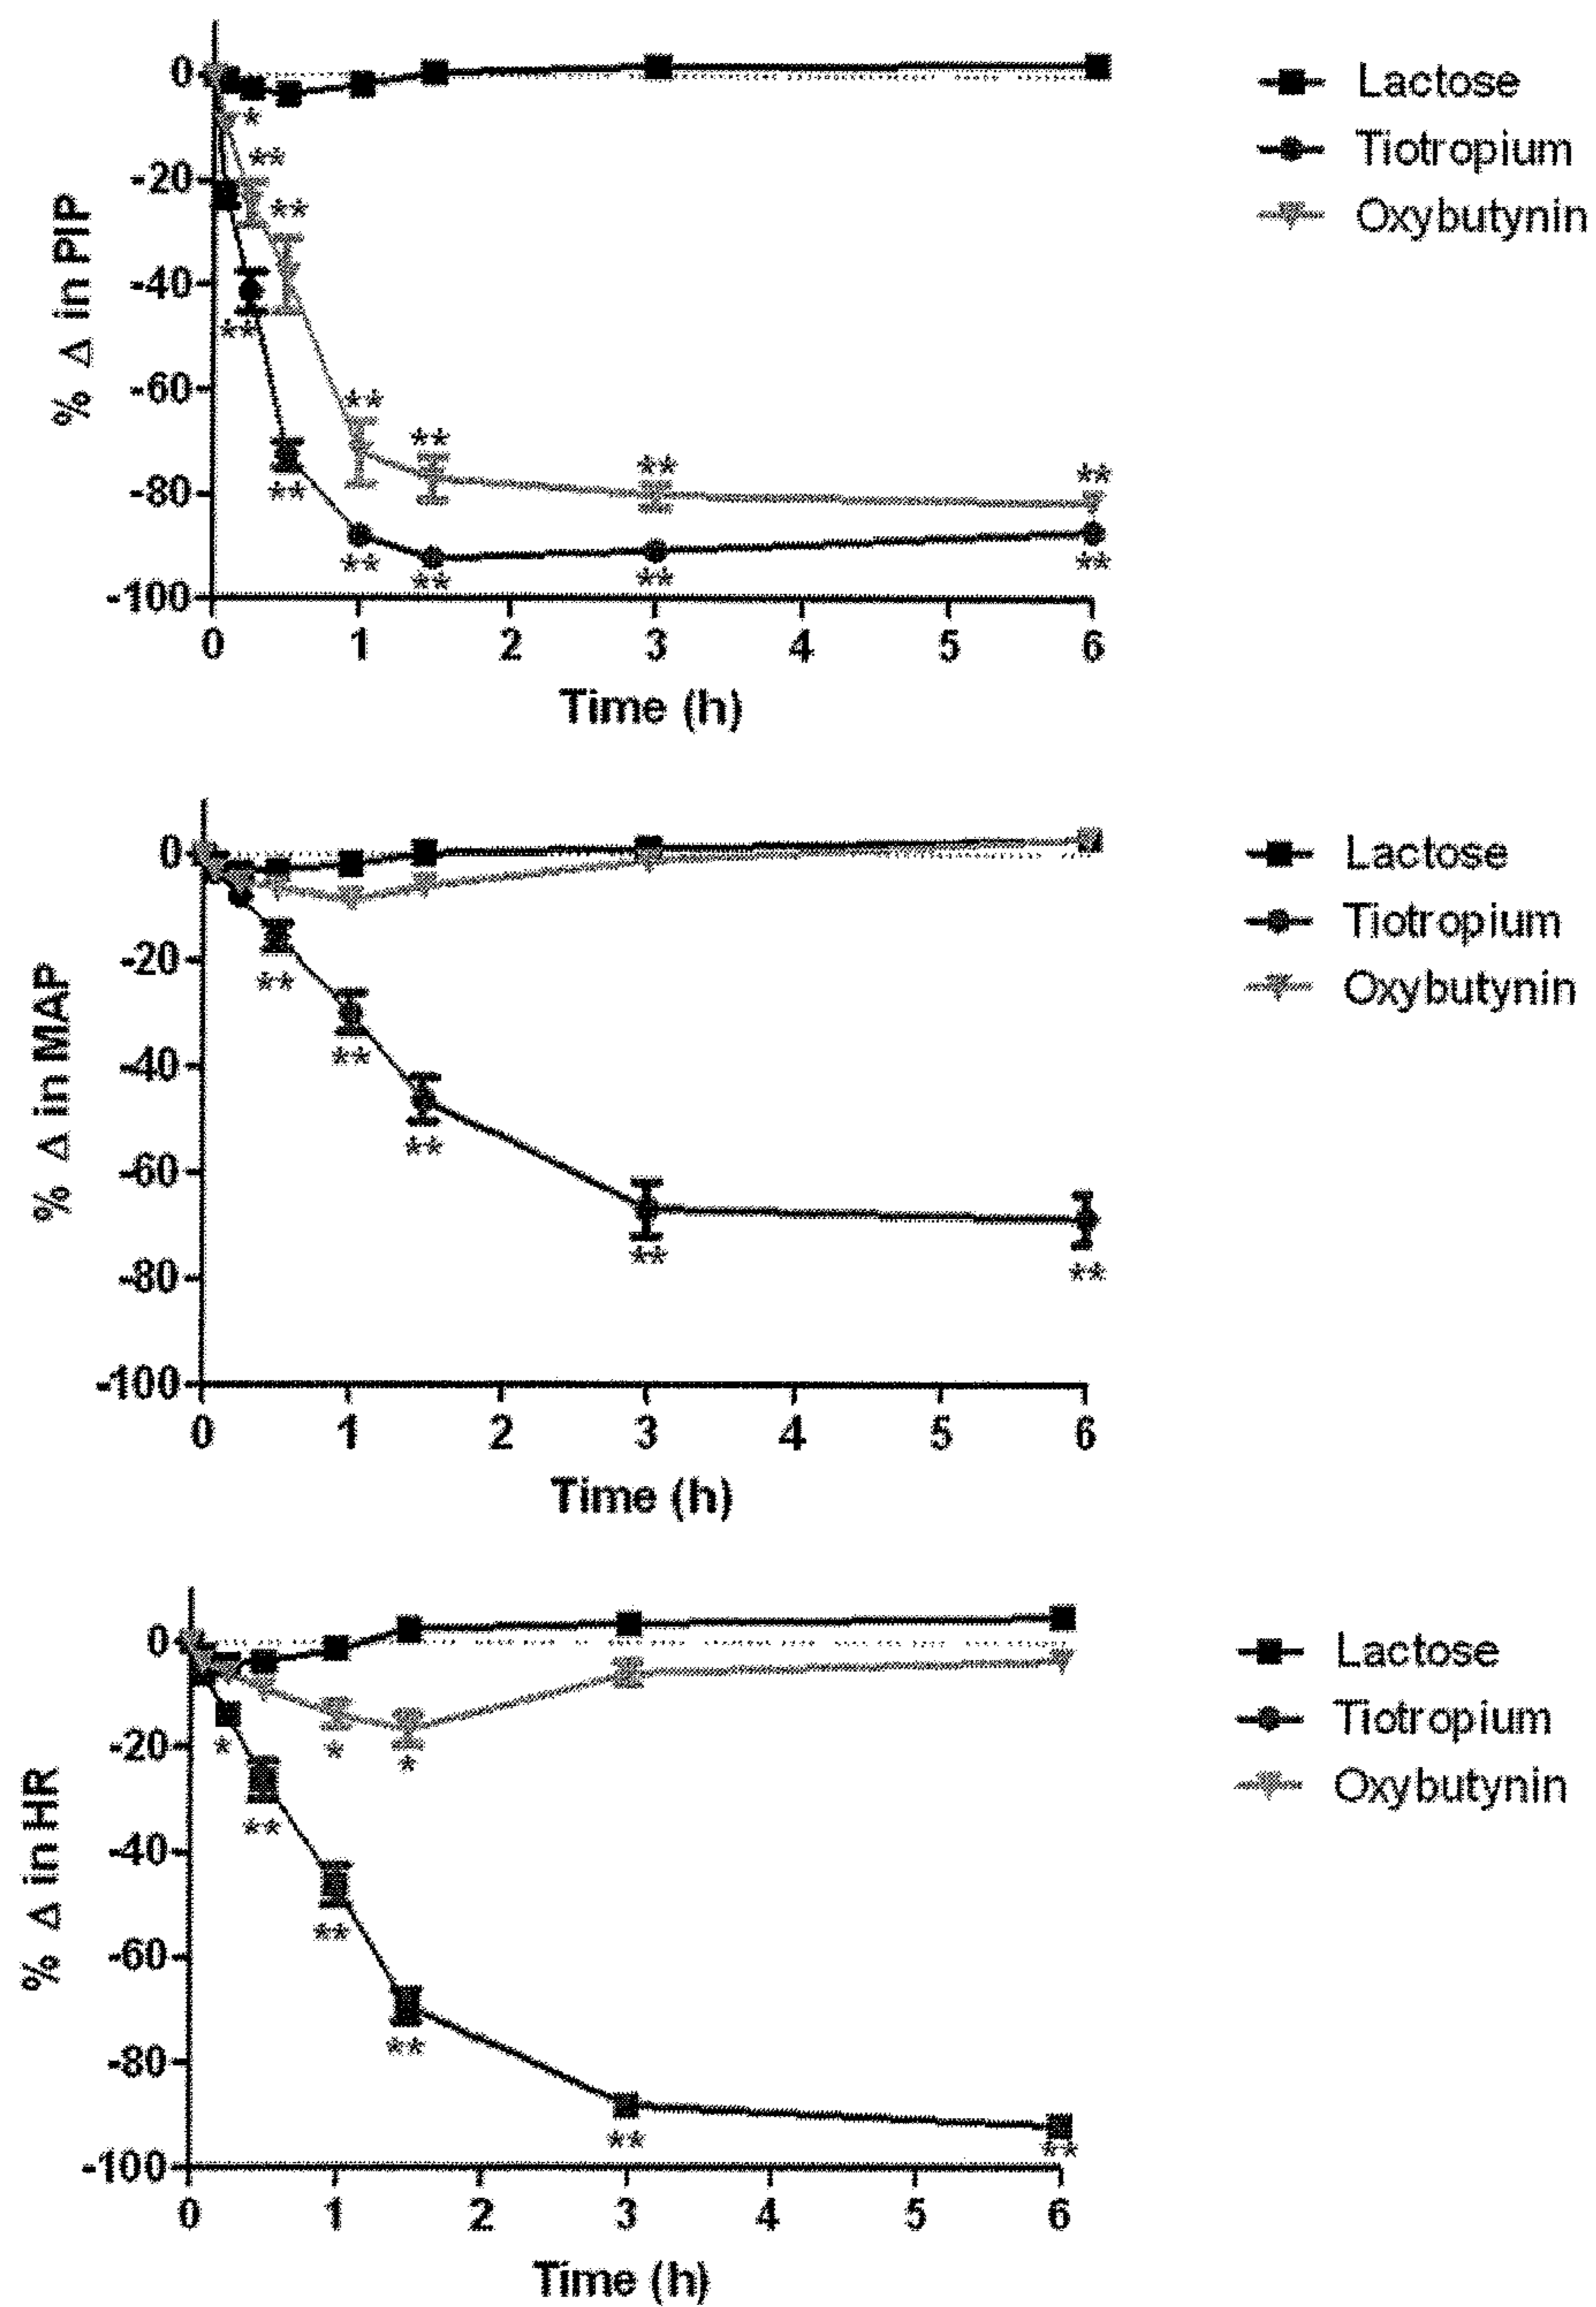 0
-20
-40
-60
-80
-100
% Δ in PIP
*
**
**
**
**
**
**
**
**
**
**
**
**
0 1 2 3 4 5 6
Time (h)
Lactose
Tiotropium
Oxybutynin
0
-20
-40
-60
-80
-100
% Δ in MAP
**
**
**
**
**
0 1 2 3 4 5 6
Time (h)
Lactose
Tiotropium
Oxybutynin
0
-20
-40
-60
-80
-100
% Δ in HR
*
*
*
**
**
**
**
**
0 1 2 3 4 5 6
Time (h)
Lactose
Tiotropium
Oxybutynin